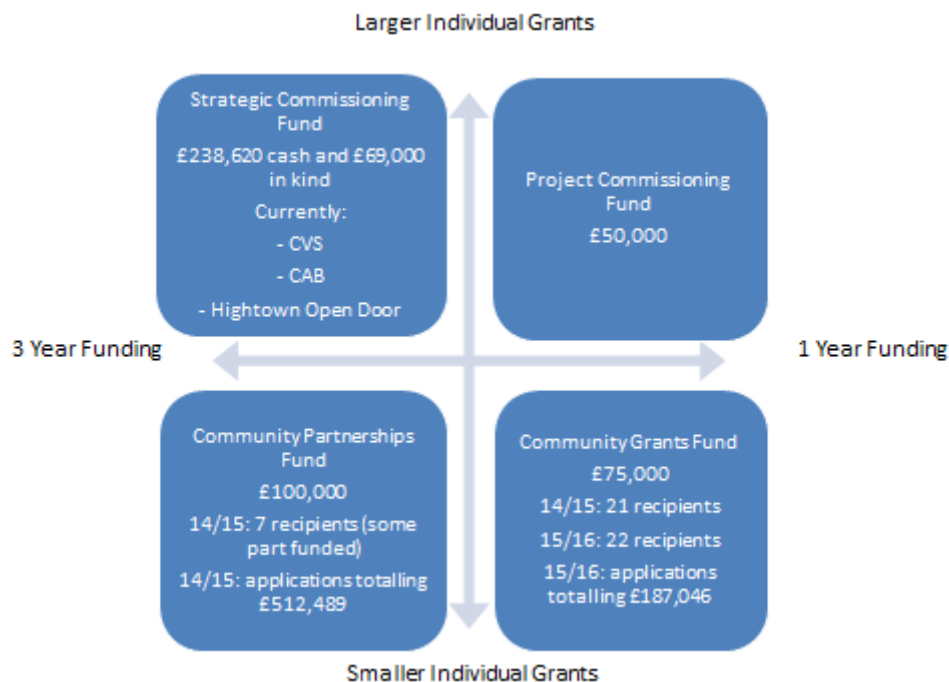 Larger Individual Grants
Strategic Commissioning
Fund
£238,620 cash and £69,000
in kind
Currently:
- CVS
- CAB
- Hightown Open Door
Project Commissioning
Fund
£50,000
3 Year Funding
1 Year Funding
Community Partnerships
Fund
£100,000
14/15: 7 recipients (some
part funded)
14/15: applications totalling
£512,489
Community Grants Fund
£75,000
14/15: 21 recipients
15/16: 22 recipients
15/16: applications
totalling £187,046
Smaller Individual Grants